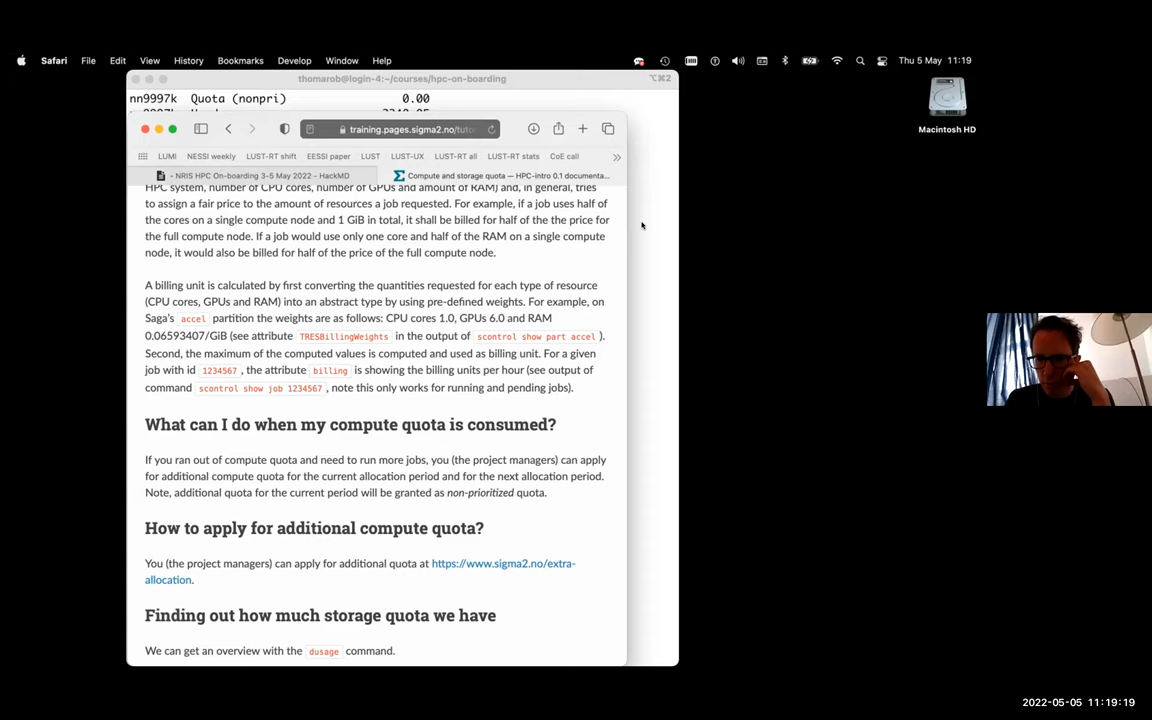 Safari File Edit View History Bookmarks Develop Window Help Thu 5 May 11:19
thomarob@login-4:~/courses/hpc-on-boarding ⌥⌘2
nn9997k Quota (nonpri) 0.00
training.pages.sigma2.no/tuto
LUMI NESSI weekly LUST-RT shift EESSI paper LUST LUST-UX LUST-RT all LUST-RT stats CoE call
- NRIS HPC On-boarding 3-5 May 2022 - HackMD Compute and storage quota — HPC-intro 0.1 documenta...
HPC system, number of CPU cores, number of GPUs and amount of RAM) and, in general, tries
to assign a fair price to the amount of resources a job requested. For example, if a job uses half of
the cores on a single compute node and 1 GiB in total, it shall be billed for half of the the price for
the full compute node. If a job would use only one core and half of the RAM on a single compute
node, it would also be billed for half of the price of the full compute node.
A billing unit is calculated by first converting the quantities requested for each type of resource
(CPU cores, GPUs and RAM) into an abstract type by using pre-defined weights. For example, on
Saga's accel partition the weights are as follows: CPU cores 1.0, GPUs 6.0 and RAM
0.06593407/GiB (see attribute TRESBillingWeights in the output of scontrol show part accel ).
Second, the maximum of the computed values is computed and used as billing unit. For a given
job with id 1234567 , the attribute billing is showing the billing units per hour (see output of
command scontrol show job 1234567 , note this only works for running and pending jobs).
What can I do when my compute quota is consumed?
If you ran out of compute quota and need to run more jobs, you (the project managers) can apply
for additional compute quota for the current allocation period and for the next allocation period.
Note, additional quota for the current period will be granted as non-prioritized quota.
How to apply for additional compute quota?
You (the project managers) can apply for additional quota at https://www.sigma2.no/extra-
allocation.
Finding out how much storage quota we have
We can get an overview with the dusage command.
Macintosh HD
2022-05-05 11:19:19